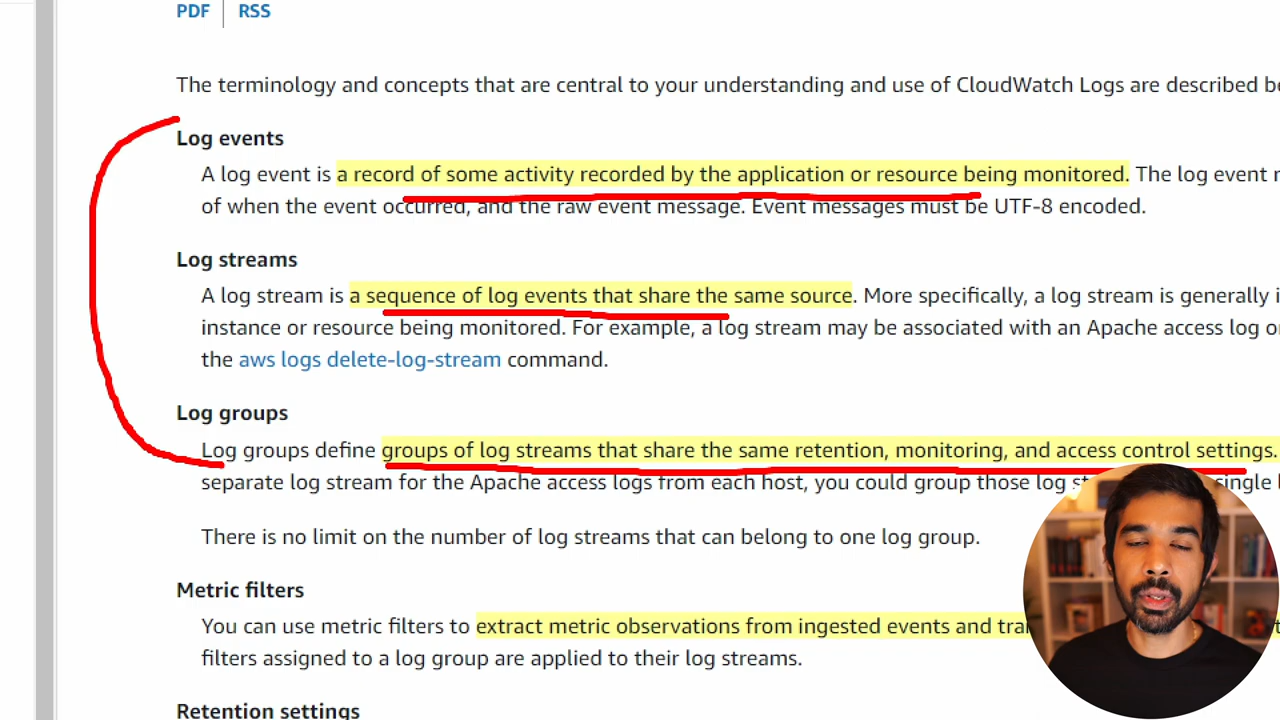 PDF | RSS
The terminology and concepts that are central to your understanding and use of CloudWatch Logs are described
Log events
A log event is a record of some activity recorded by the application or resource being monitored. The log event
of when the event occurred, and the raw event message. Event messages must be UTF-8 encoded.
Log streams
A log stream is a sequence of log events that share the same source. More specifically, a log stream is generally
instance or resource being monitored. For example, a log stream may be associated with an Apache access log
the aws logs delete-log-stream command.
Log groups
Log groups define groups of log streams that share the same retention, monitoring, and access control settings.
separate log stream for the Apache access logs from each host, you could group those log single
There is no limit on the number of log streams that can belong to one log group.
Metric filters
You can use metric filters to extract metric observations from ingested events and
filters assigned to a log group are applied to their log streams.
Retention settings